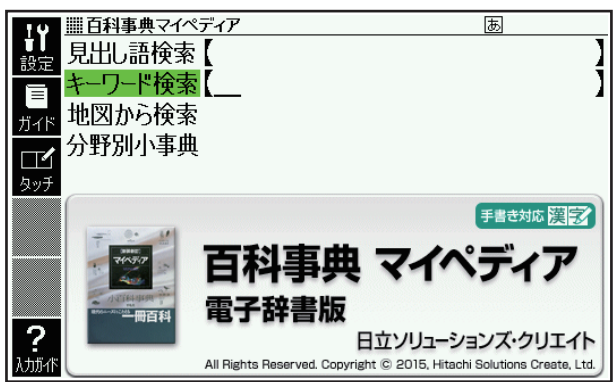 百科事典マイペディア
あ
設定
見出し語検索【 】
キーワード検索【__ 】
ガイド
地図から検索
分野別小事典
タッチ
手書き対応 漢字
マイペディア
一冊百科
百科事典 マイペディア
電子辞書版
?
入力ガイド
日立ソリューションズ・クリエイト
All Rights Reserved. Copyright © 2015, Hitachi Solutions Create, Ltd.